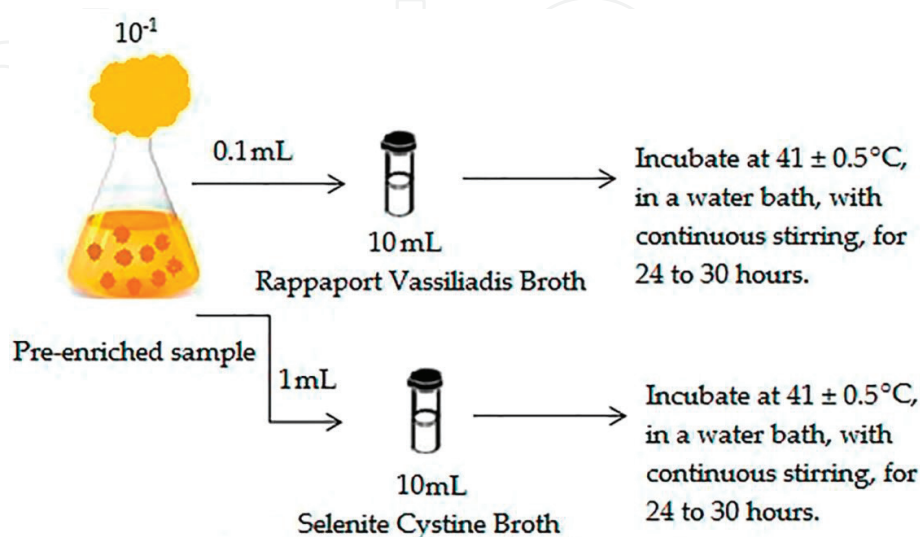 10⁻¹
0.1mL
10mL
Rappaport Vassiliadis Broth
Incubate at 41 ± 0.5°C,
in a water bath, with
continuous stirring, for
24 to 30 hours.
Pre-enriched sample
1mL
10mL
Selenite Cystine Broth
Incubate at 41 ± 0.5°C,
in a water bath, with
continuous stirring, for
24 to 30 hours.